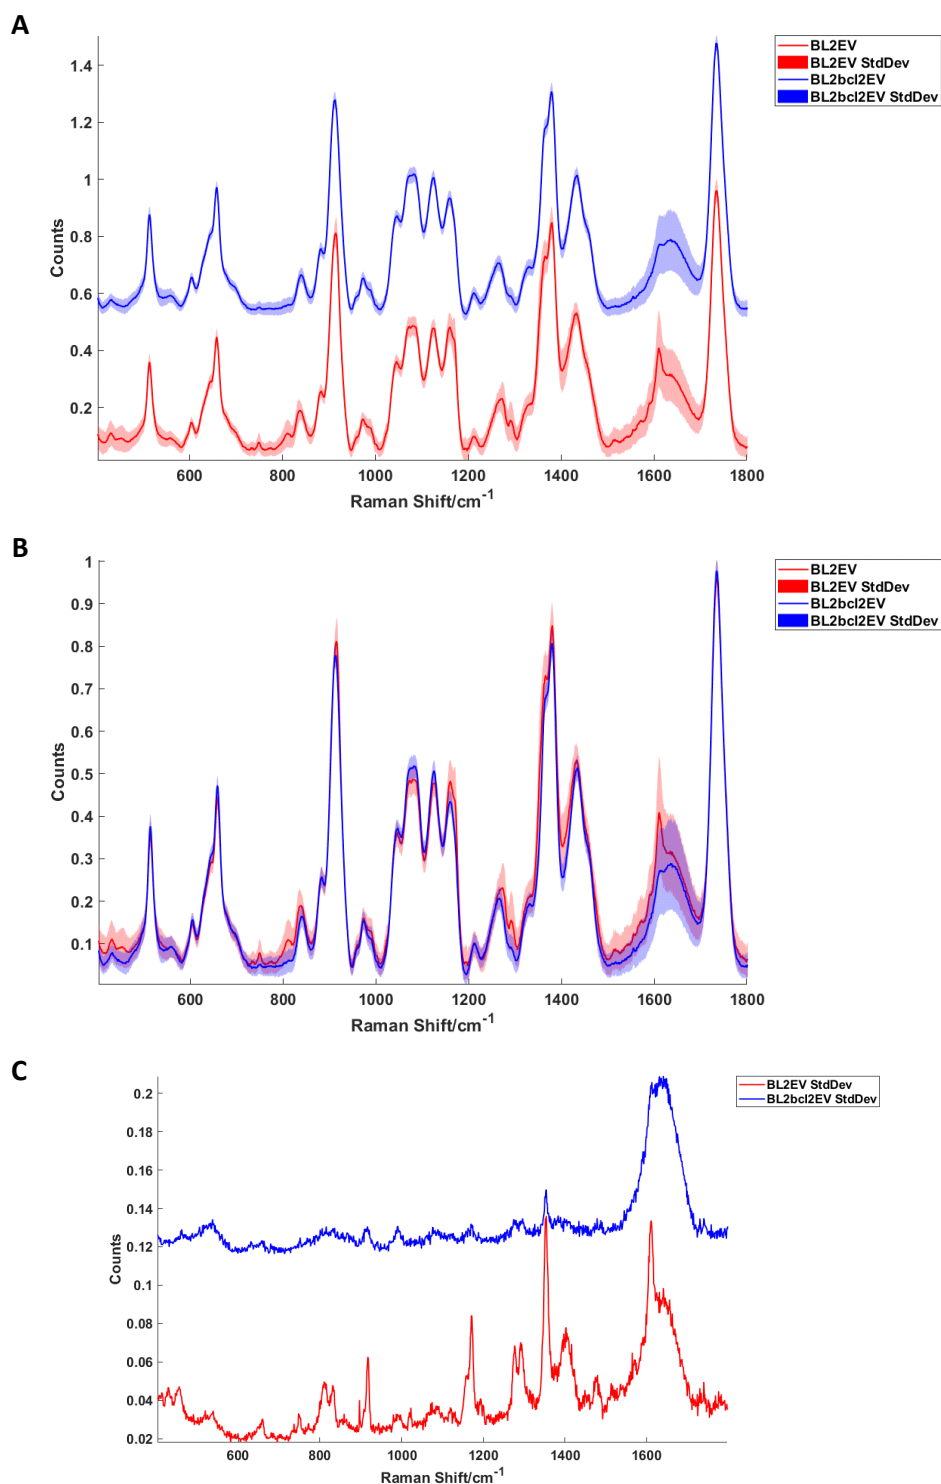 A
BL2EV
BL2EV StdDev
BL2bcl2EV
BL2bcl2EV StdDev
1.4
1.2
1
0.8
0.6
0.4
0.2
Counts
600 800 1000 1200 1400 1600 1800
Raman Shift/cm-1
B
BL2EV
BL2EV StdDev
BL2bcl2EV
BL2bcl2EV StdDev
1
0.9
0.8
0.7
0.6
0.5
0.4
0.3
0.2
0.1
Counts
600 800 1000 1200 1400 1600 1800
Raman Shift/cm-1
C
BL2EV StdDev
BL2bcl2EV StdDev
0.2
0.18
0.16
0.14
0.12
0.1
0.08
0.06
0.04
0.02
Counts
600 800 1000 1200 1400 1600
Raman Shift/cm-1